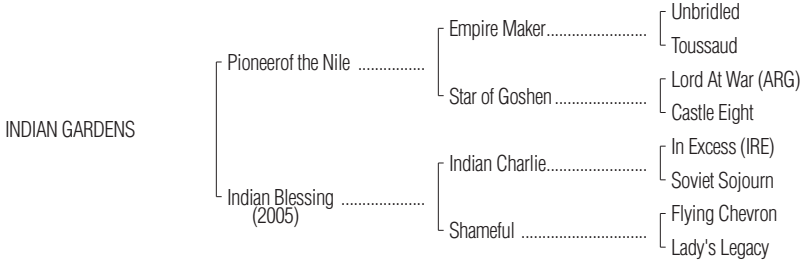 Unbridled
Empire Maker
Toussaud
Pioneerof the Nile
Lord At War (ARG)
Star of Goshen
Castle Eight
INDIAN GARDENS
In Excess (IRE)
Indian Charlie
Soviet Sojourn
Indian Blessing
(2005)
Flying Chevron
Shameful
Lady's Legacy